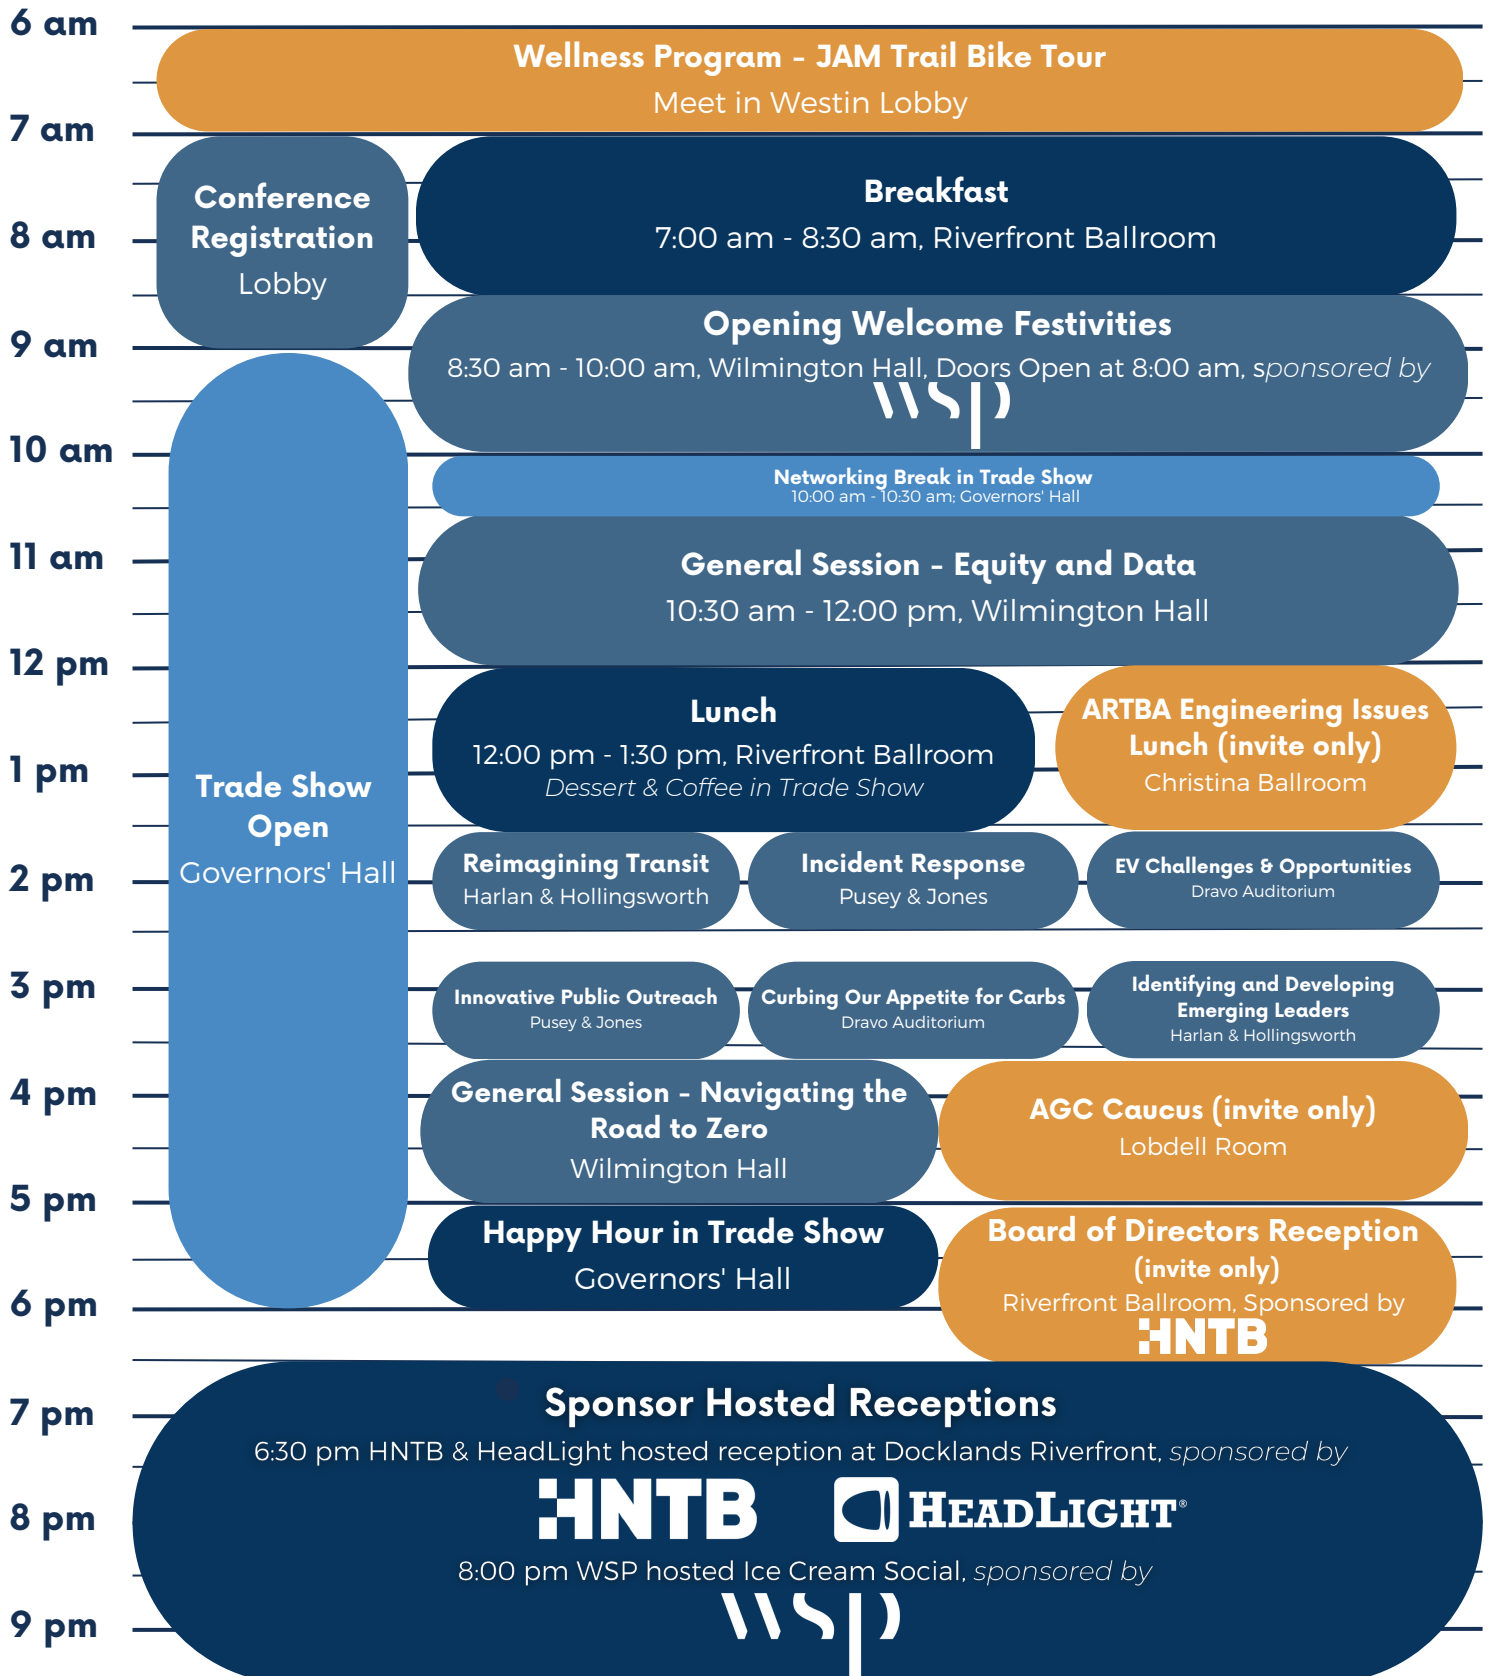 6 am
Wellness Program - JAM Trail Bike Tour
Meet in Westin Lobby
7 am
Conference
Registration
Lobby
Breakfast
7:00 am - 8:30 am, Riverfront Ballroom
8 am
Opening Welcome Festivities
8:30 am - 10:00 am, Wilmington Hall, Doors Open at 8:00 am, sponsored by
wsp
9 am
10 am
Networking Break in Trade Show
10:00 am - 10:30 am; Governors' Hall
11 am
General Session - Equity and Data
10:30 am - 12:00 pm, Wilmington Hall
12 pm
Lunch
12:00 pm - 1:30 pm, Riverfront Ballroom
Dessert & Coffee in Trade Show
ARTBA Engineering Issues
Lunch (invite only)
Christina Ballroom
1 pm
Trade Show
Open
Governors' Hall
2 pm
Reimagining Transit
Harlan & Hollingsworth
Incident Response
Pusey & Jones
EV Challenges & Opportunities
Dravo Auditorium
3 pm
Innovative Public Outreach
Pusey & Jones
Curbing Our Appetite for Carbs
Dravo Auditorium
Identifying and Developing
Emerging Leaders
Harlan & Hollingsworth
4 pm
General Session - Navigating the
Road to Zero
Wilmington Hall
AGC Caucus (invite only)
Lobdell Room
5 pm
Happy Hour in Trade Show
Governors' Hall
Board of Directors Reception
(invite only)
Riverfront Ballroom, Sponsored by
HNTB
6 pm
Sponsor Hosted Receptions
7 pm
6:30 pm HNTB & HeadLight hosted reception at Docklands Riverfront, sponsored by
HNTB
HEADLIGHT®
8 pm
8:00 pm WSP hosted Ice Cream Social, sponsored by
wsp
9 pm